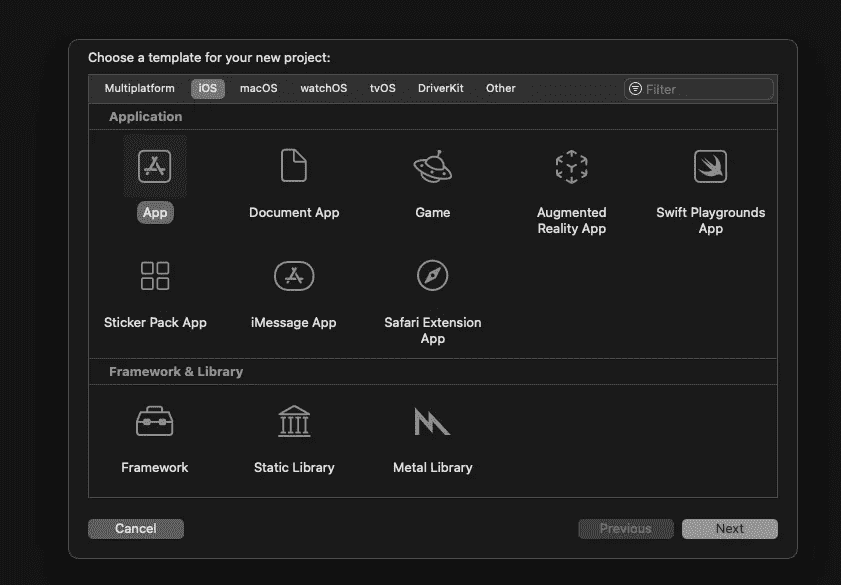 Choose a template for your new project:
Multiplatform iOS macOS watchOS tvOS DriverKit Other Filter
Application
App Document App Game Augmented Reality App Swift Playgrounds App
Sticker Pack App iMessage App Safari Extension App
Framework & Library
Framework Static Library Metal Library
Cancel Previous Next